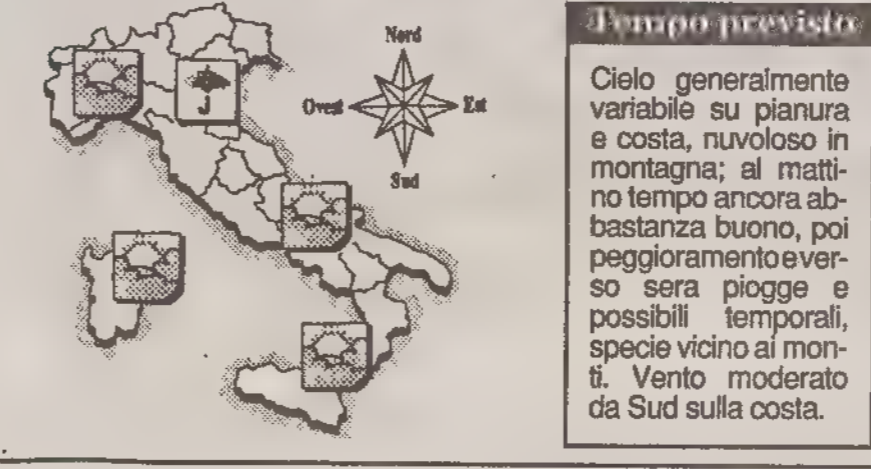 Nord
Ovest
Est
Sud
Tempo previsto
Cielo generalmente
variabile su pianura
e costa, nuvoloso in
montagna; al matti-
no tempo ancora ab-
bastanza buono, poi
peggioramento e ver-
so sera piogge e
possibili temporali,
specie vicino ai mon-
ti. Vento moderato
da Sud sulla costa.